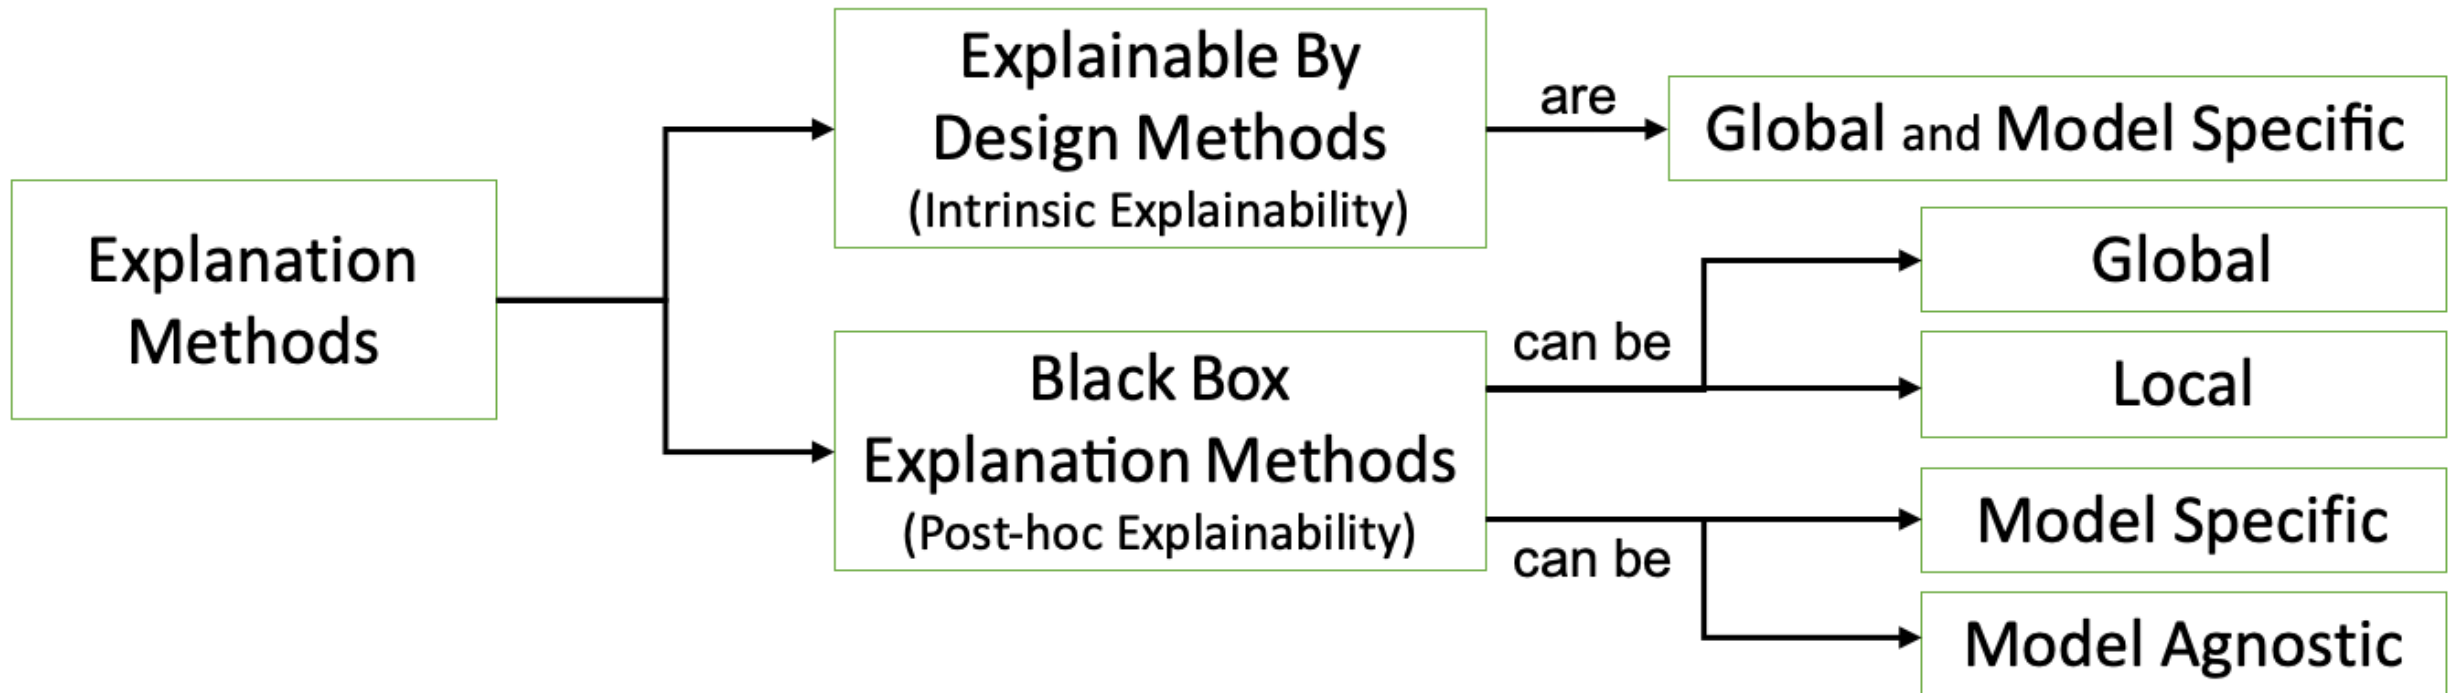 Explanation
Methods
Explainable By
Design Methods
(Intrinsic Explainability)
are
Global and Model Specific
Black Box
Explanation Methods
(Post-hoc Explainability)
can be
Global
Local
can be
Model Specific
Model Agnostic